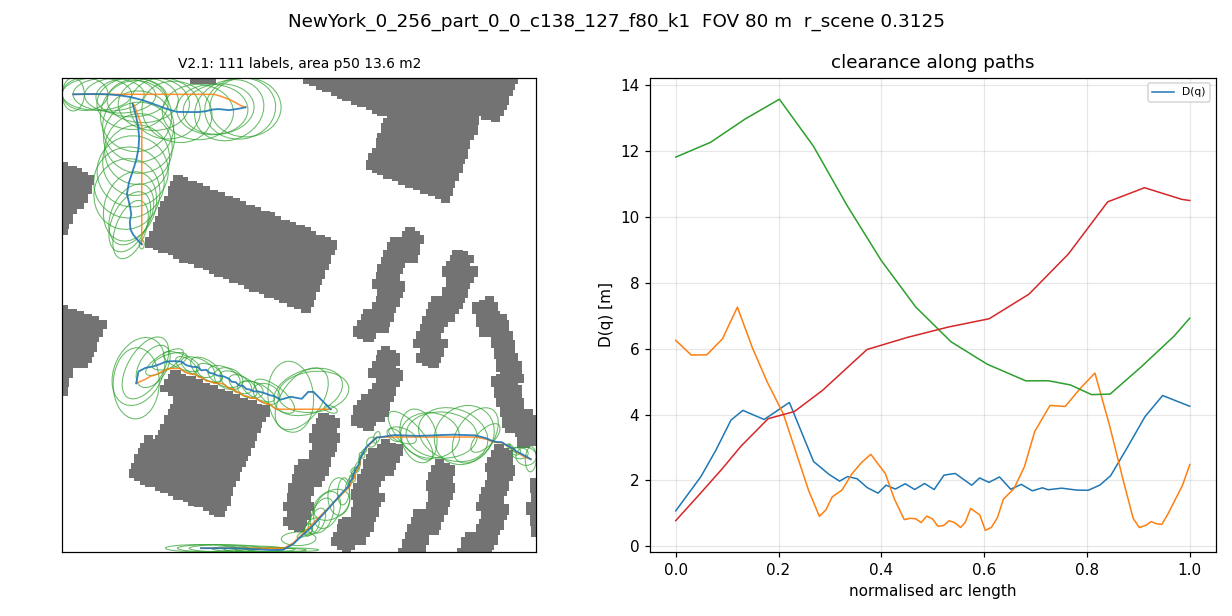 NewYork_0_256_part_0_0_c138_127_f80_k1  FOV 80 m  r_scene 0.3125
V2.1: 111 labels, area p50 13.6 m2
clearance along paths
D(q)
14
12
10
8
6
4
2
0
D(q) [m]
0.0 0.2 0.4 0.6 0.8 1.0
normalised arc length